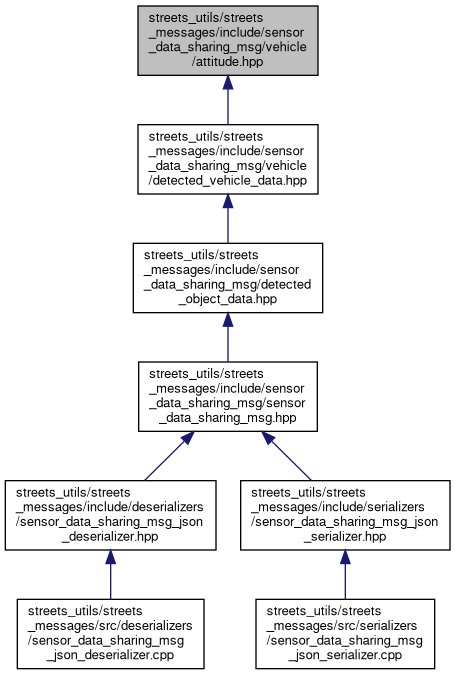 streets_utils/streets
_messages/include/sensor
_data_sharing_msg/vehicle
/attitude.hpp
streets_utils/streets
_messages/include/sensor
_data_sharing_msg/vehicle
/detected_vehicle_data.hpp
streets_utils/streets
_messages/include/sensor
_data_sharing_msg/detected
_object_data.hpp
streets_utils/streets
_messages/include/sensor
_data_sharing_msg/sensor
_data_sharing_msg.hpp
streets_utils/streets
_messages/include/deserializers
/sensor_data_sharing_msg_json
_deserializer.hpp
streets_utils/streets
_messages/include/serializers
/sensor_data_sharing_msg_json
_serializer.hpp
streets_utils/streets
_messages/src/deserializers
/sensor_data_sharing_msg
_json_deserializer.cpp
streets_utils/streets
_messages/src/serializers
/sensor_data_sharing_msg
_json_serializer.cpp